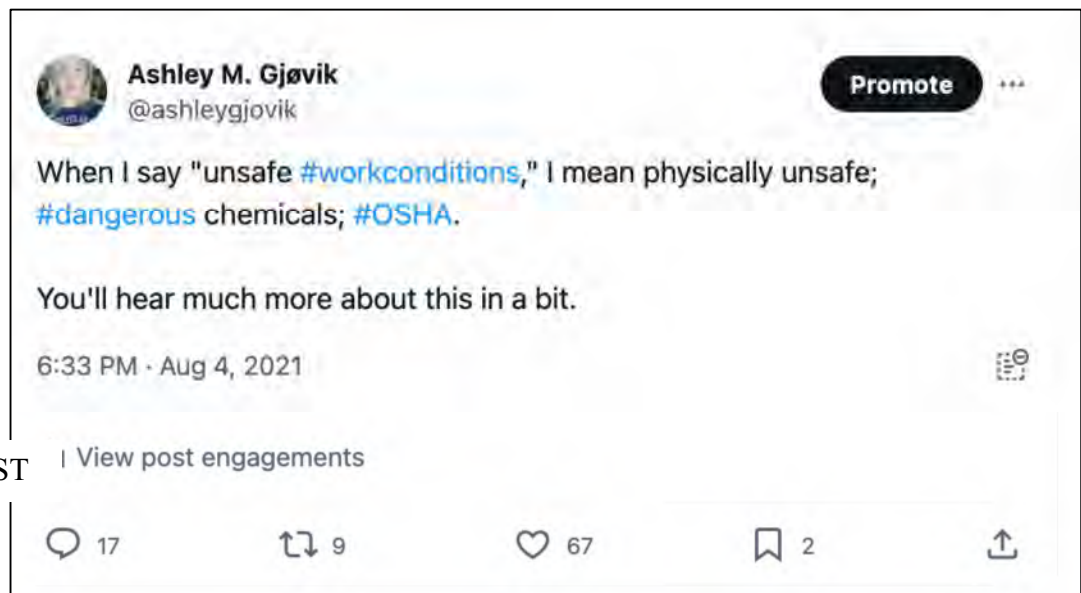 Ashley M. Gjøvik
@ashleygjovik
Promote
When I say "unsafe #workconditions," I mean physically unsafe;
#dangerous chemicals; #OSHA.
You'll hear much more about this in a bit.
6:33 PM · Aug 4, 2021
ST
View post engagements
17 9 67 2